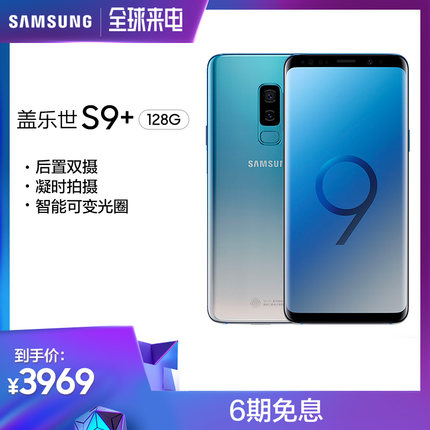 SAMSUNG 全球来电
盖乐世 S9+ 128G
• 后置双摄
• 凝时拍摄
• 智能可变光圈
SAMSUNG
9
到手价:
¥3969
6期免息